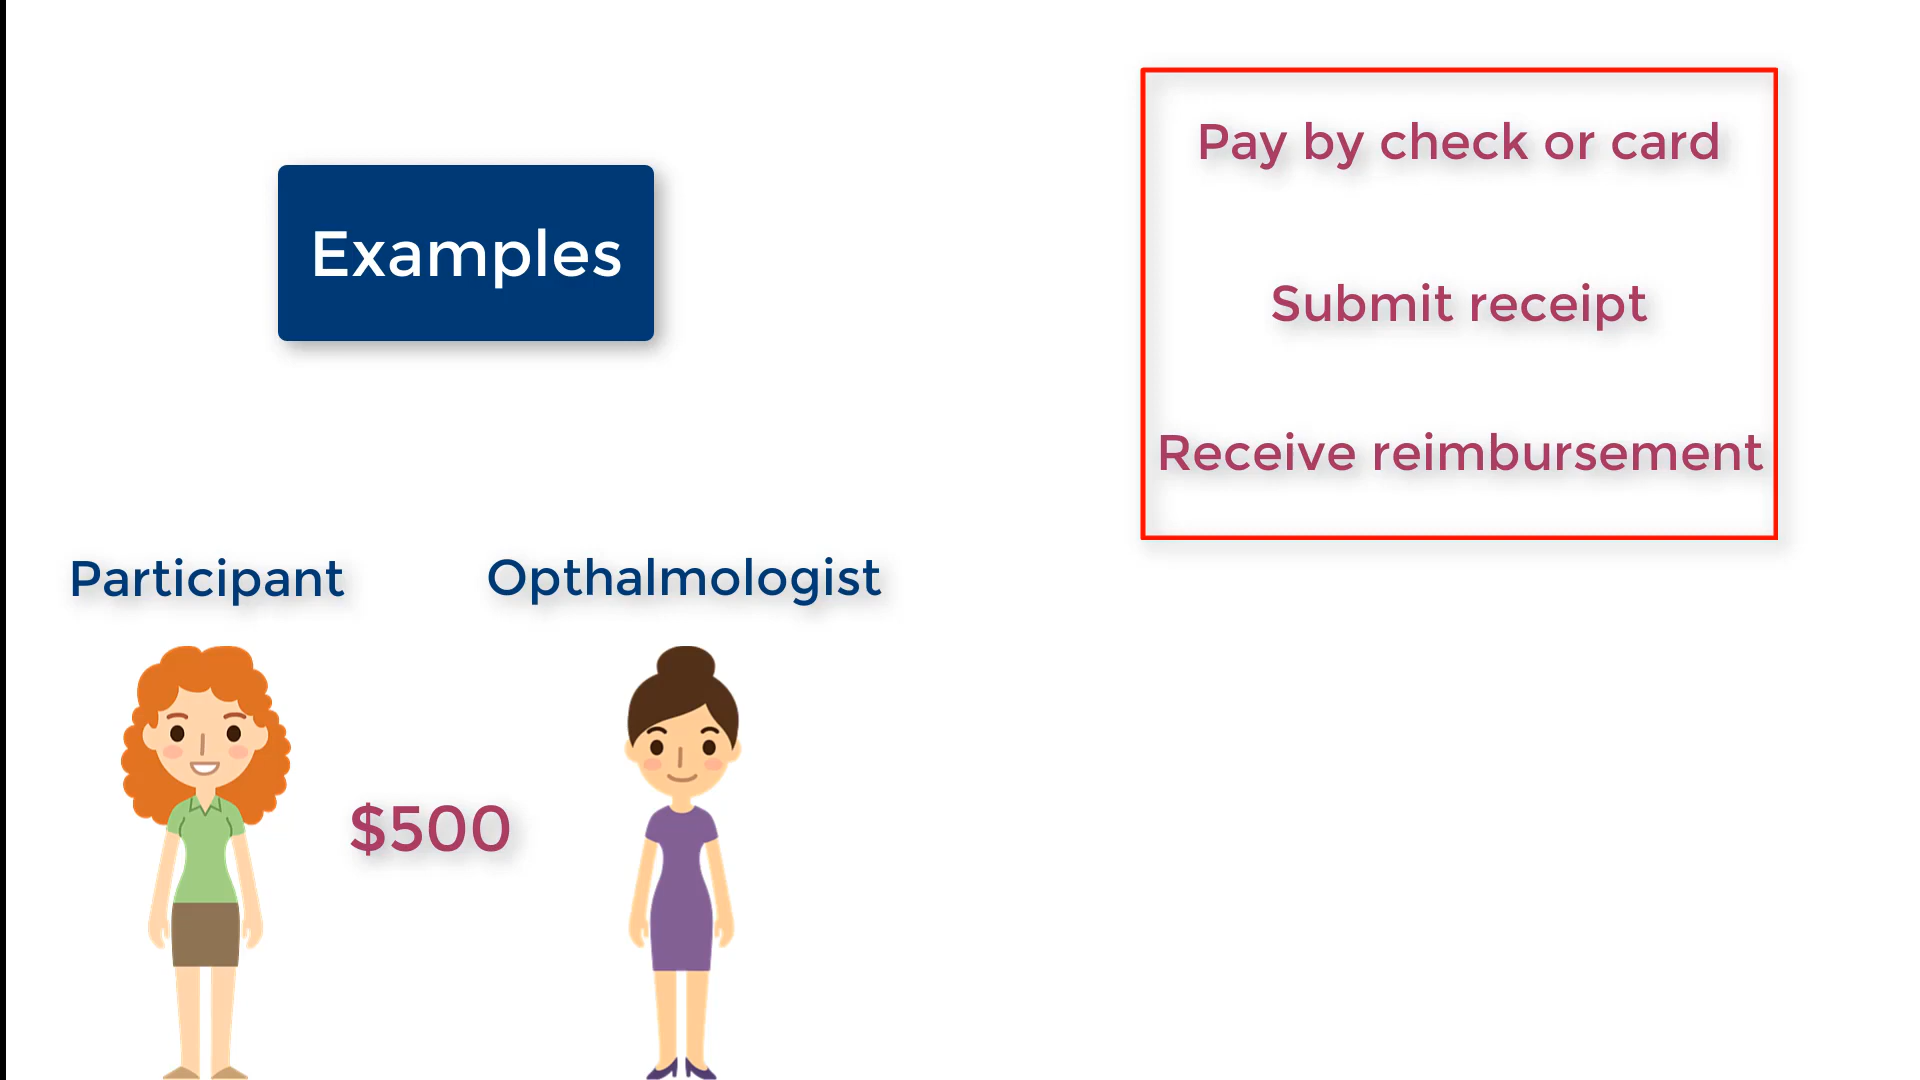 Examples
Pay by check or card
Submit receipt
Receive reimbursement
Participant
Opthalmologist
$500